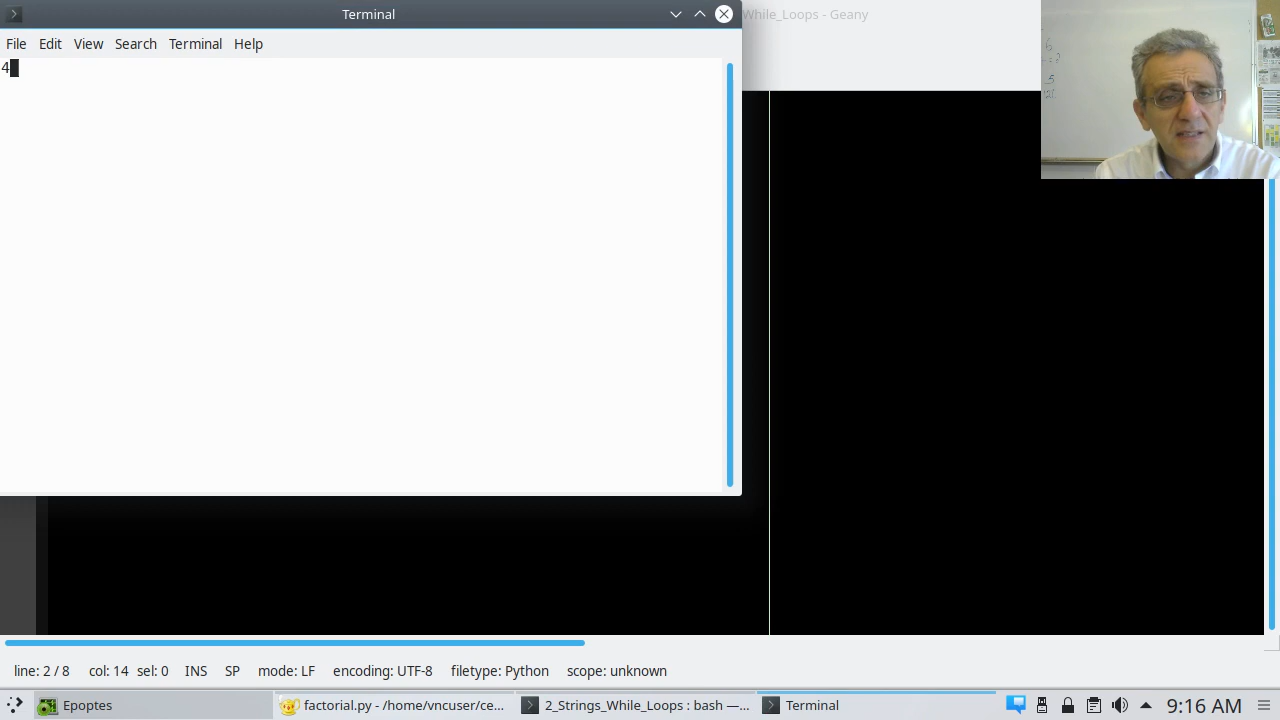 Terminal
While_Loops - Geany
File Edit View Search Terminal Help
4
line: 2 / 8 col: 14 sel: 0 INS SP mode: LF encoding: UTF-8 filetype: Python scope: unknown
Epoptes
factorial.py - /home/vncuser/ce...
2_Strings_While_Loops : bash —...
Terminal
9:16 AM